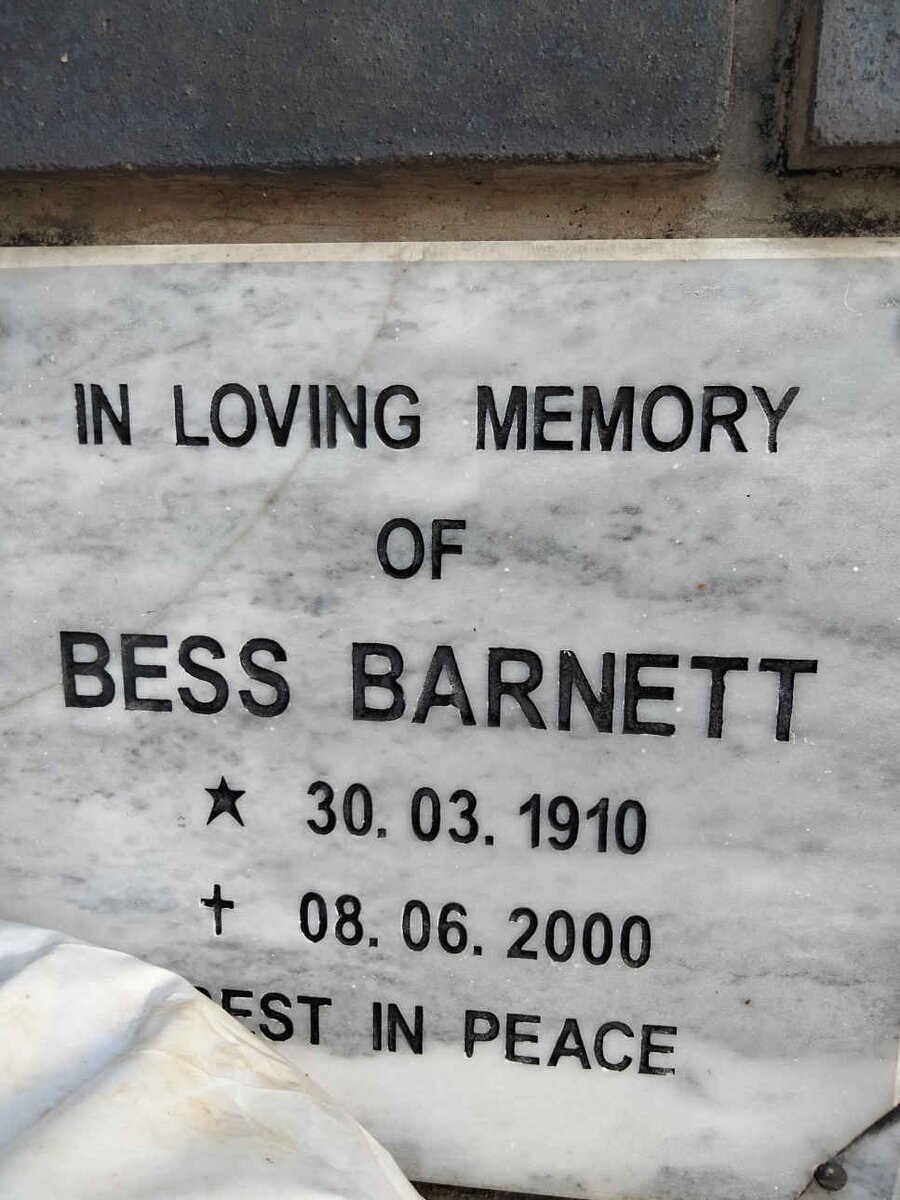 IN LOVING MEMORY
OF
BESS BARNETT
★ 30. 03. 1910
✝ 08. 06. 2000
REST IN PEACE